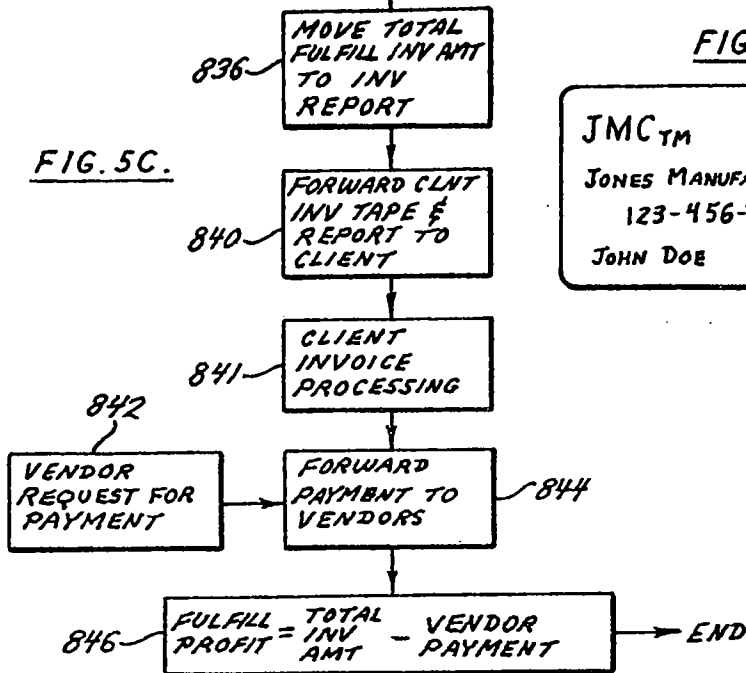 MOVE TOTAL
FULFILL INV AMT
TO INV
REPORT
836
FIG. 5C.
FORWARD CLNT
INV TAPE &
REPORT TO
CLIENT
840
CLIENT
INVOICE
PROCESSING
841
842
VENDOR
REQUEST FOR
PAYMENT
FORWARD
PAYMENT TO
VENDORS
844
FULFILL PROFIT = TOTAL INV AMT - VENDOR PAYMENT
846
END
FIG
JMC TM
JONES MANUFA
123-456-
JOHN DOE